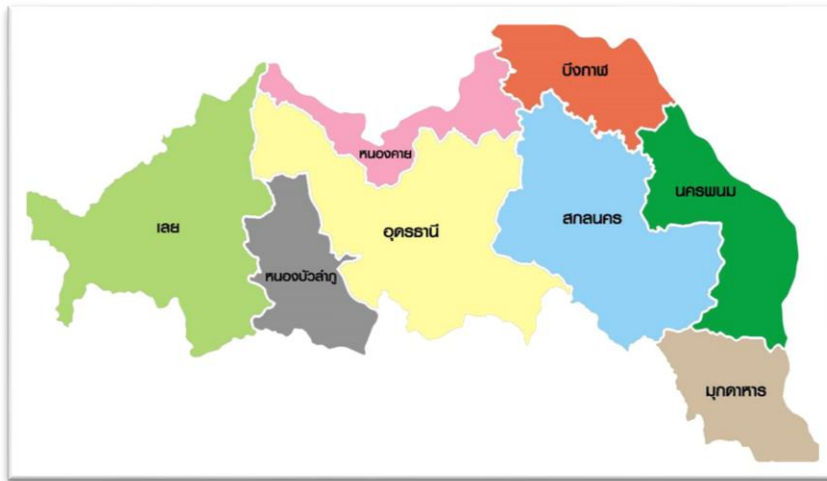 บึงกาฬ
หนองคาย
นครพนม
เลย
อุดรธานี
สกลนคร
หนองบัวลำภู
มุกดาหาร